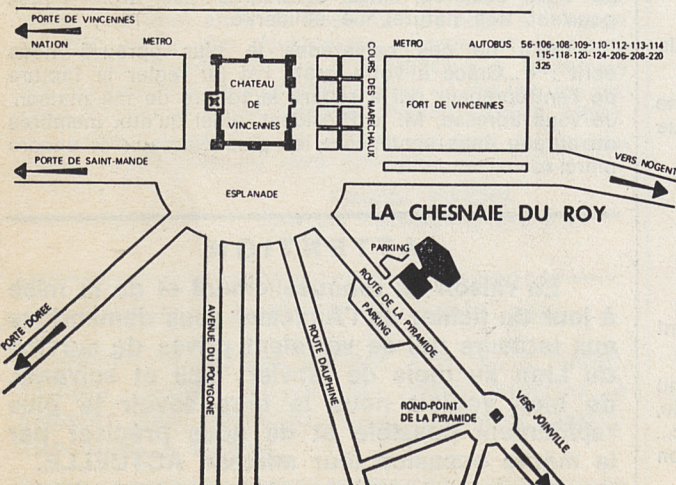 PORTE DE VINCENNES
NATION
METRO
METRO
AUTOBUS 56-106-108-109-110-112-113-114
115-118-120-124-206-208-220
325
CHATEAU
DE
VINCENNES
COURS DES MARECHAUX
FORT DE VINCENNES
PORTE DE SAINT-MANDE
VERS NOGENT
ESPLANADE
LA CHESNAIE DU ROY
PARKING
ROUTE DE LA PYRAMIDE
PARKING
PORTE DOREE
AVENUE DU POLYGONE
ROUTE DAUPHINE
ROND-POINT
DE LA PYRAMIDE
VERS JOINVILLE